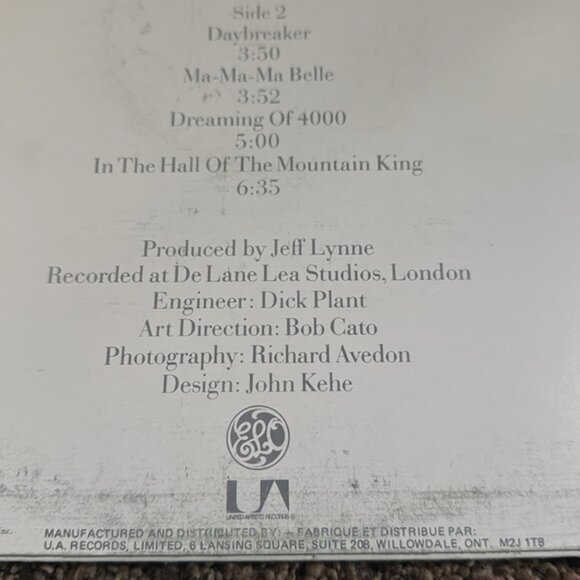 Side 2
Daybreaker
3:50
Ma-Ma-Ma Belle
3:52
Dreaming Of 4000
5:00
In The Hall Of The Mountain King
6:35
Produced by Jeff Lynne
Recorded at De Lane Lea Studios, London
Engineer: Dick Plant
Art Direction: Bob Cato
Photography: Richard Avedon
Design: John Kehe
ELO
UA
UNITED ARTISTS RECORDS
Inc.
MANUFACTURED AND DISTRIBUTED BY: – FABRIQUE ET DISTRIBUE PAR:
U.A. RECORDS, LIMITED, 6 LANSING SQUARE, SUITE 208, WILLOWDALE, ONT. M2J 1T8